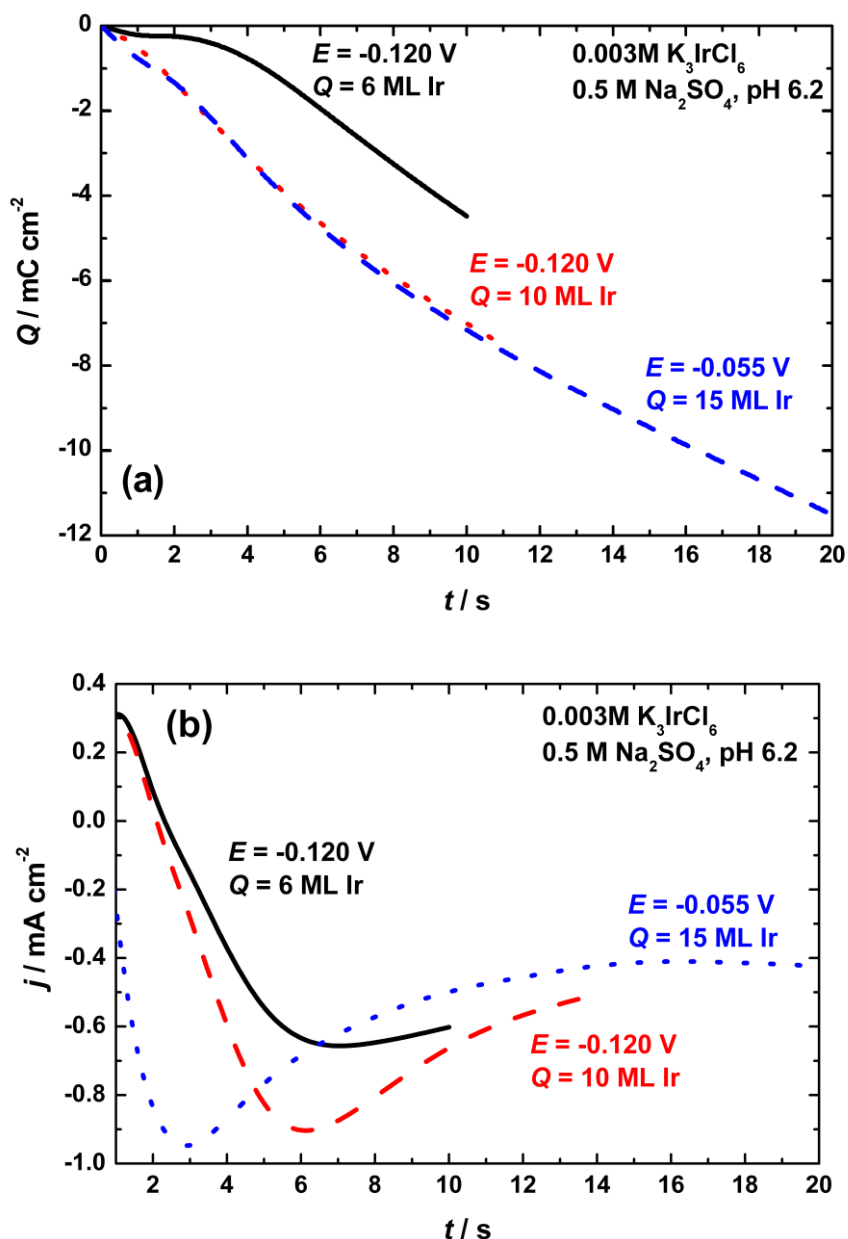 0
-2
-4
-6
-8
-10
-12
Q / mC cm⁻²
E = -0.120 V
Q = 6 ML Ir
0.003M K₃IrCl₆
0.5 M Na₂SO₄, pH 6.2
E = -0.120 V
Q = 10 ML Ir
E = -0.055 V
Q = 15 ML Ir
(a)
0 2 4 6 8 10 12 14 16 18 20
t / s
0.4
0.2
0.0
-0.2
-0.4
-0.6
-0.8
-1.0
j / mA cm⁻²
(b)
0.003M K₃IrCl₆
0.5 M Na₂SO₄, pH 6.2
E = -0.120 V
Q = 6 ML Ir
E = -0.055 V
Q = 15 ML Ir
E = -0.120 V
Q = 10 ML Ir
2 4 6 8 10 12 14 16 18 20
t / s